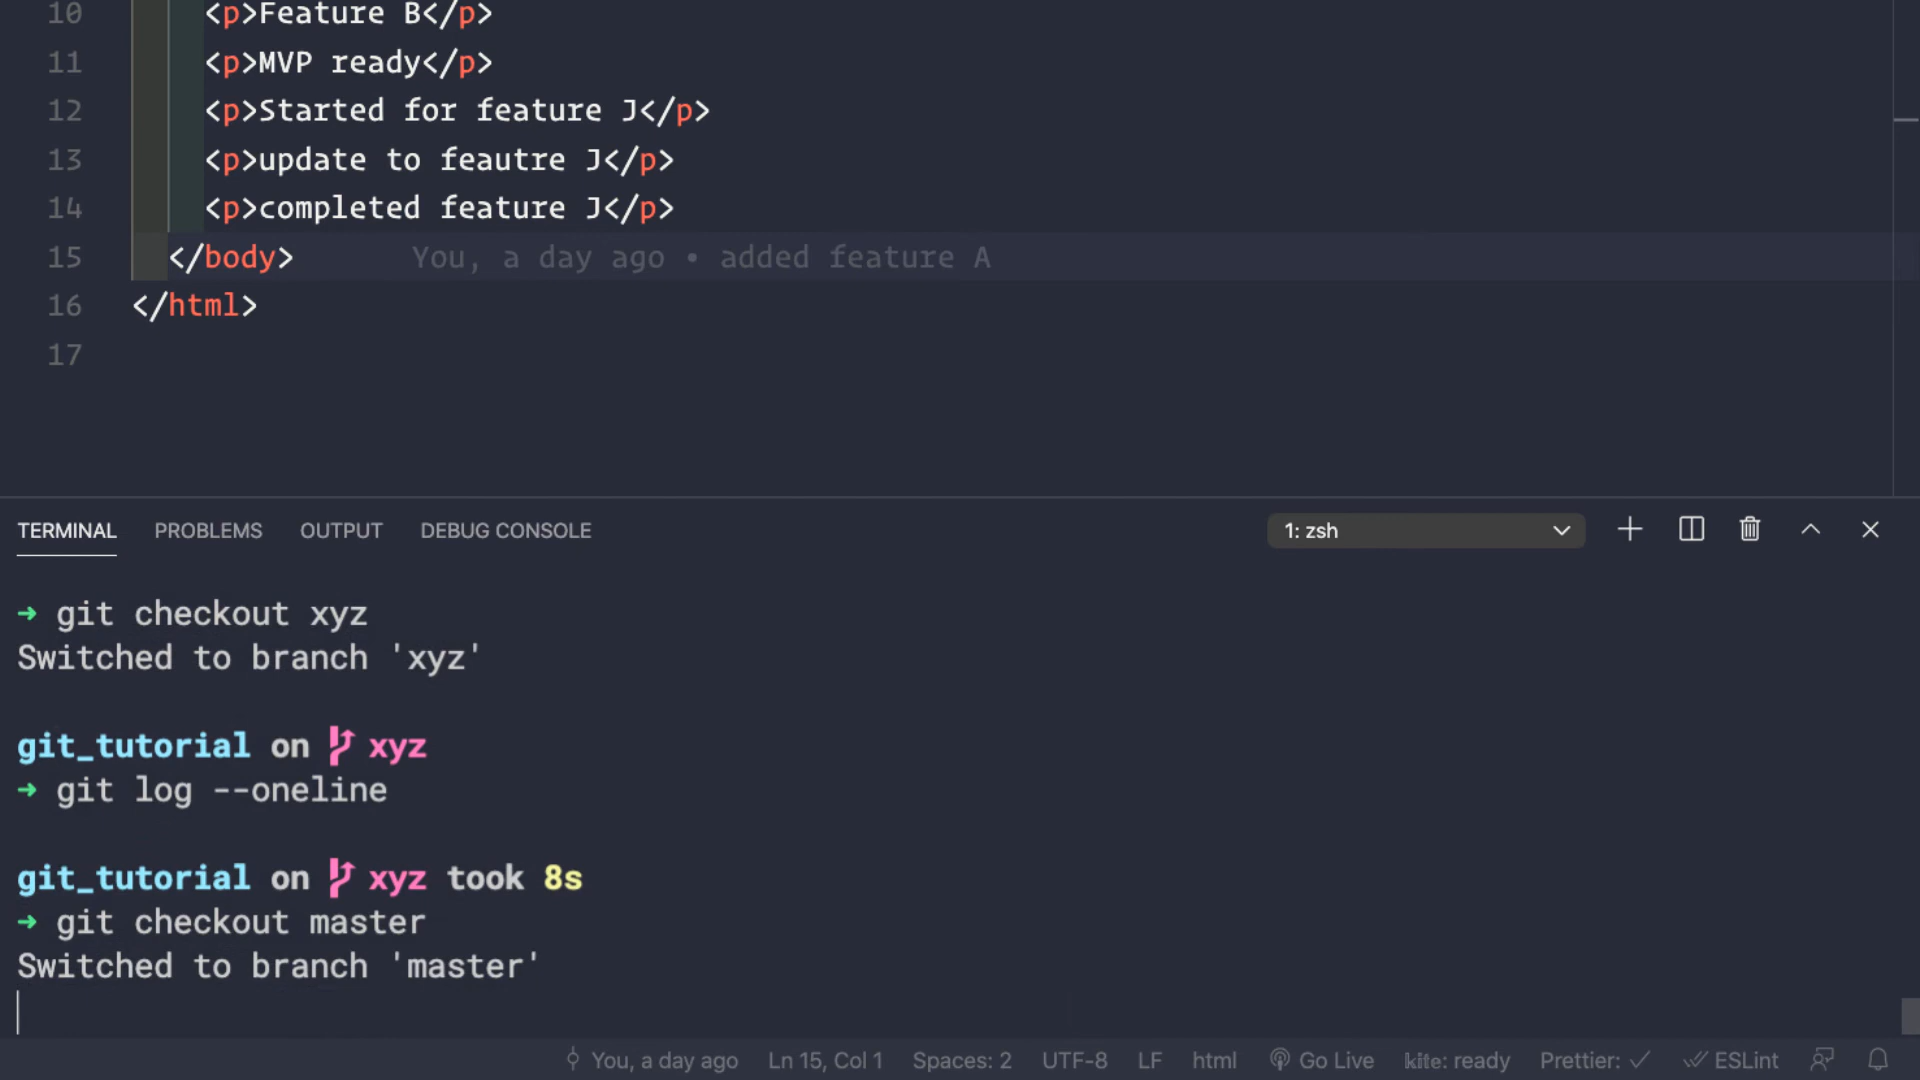 10 <p>Feature B</p>
11 <p>MVP ready</p>
12 <p>Started for feature J</p>
13 <p>update to feautre J</p>
14 <p>completed feature J</p>
15 </body> You, a day ago • added feature A
16 </html>
17
TERMINAL PROBLEMS OUTPUT DEBUG CONSOLE 1: zsh
→ git checkout xyz
Switched to branch 'xyz'
git_tutorial on xyz
→ git log --oneline
git_tutorial on xyz took 8s
→ git checkout master
Switched to branch 'master'
You, a day ago Ln 15, Col 1 Spaces: 2 UTF-8 LF html Go Live kite: ready Prettier: ✓ ESLint